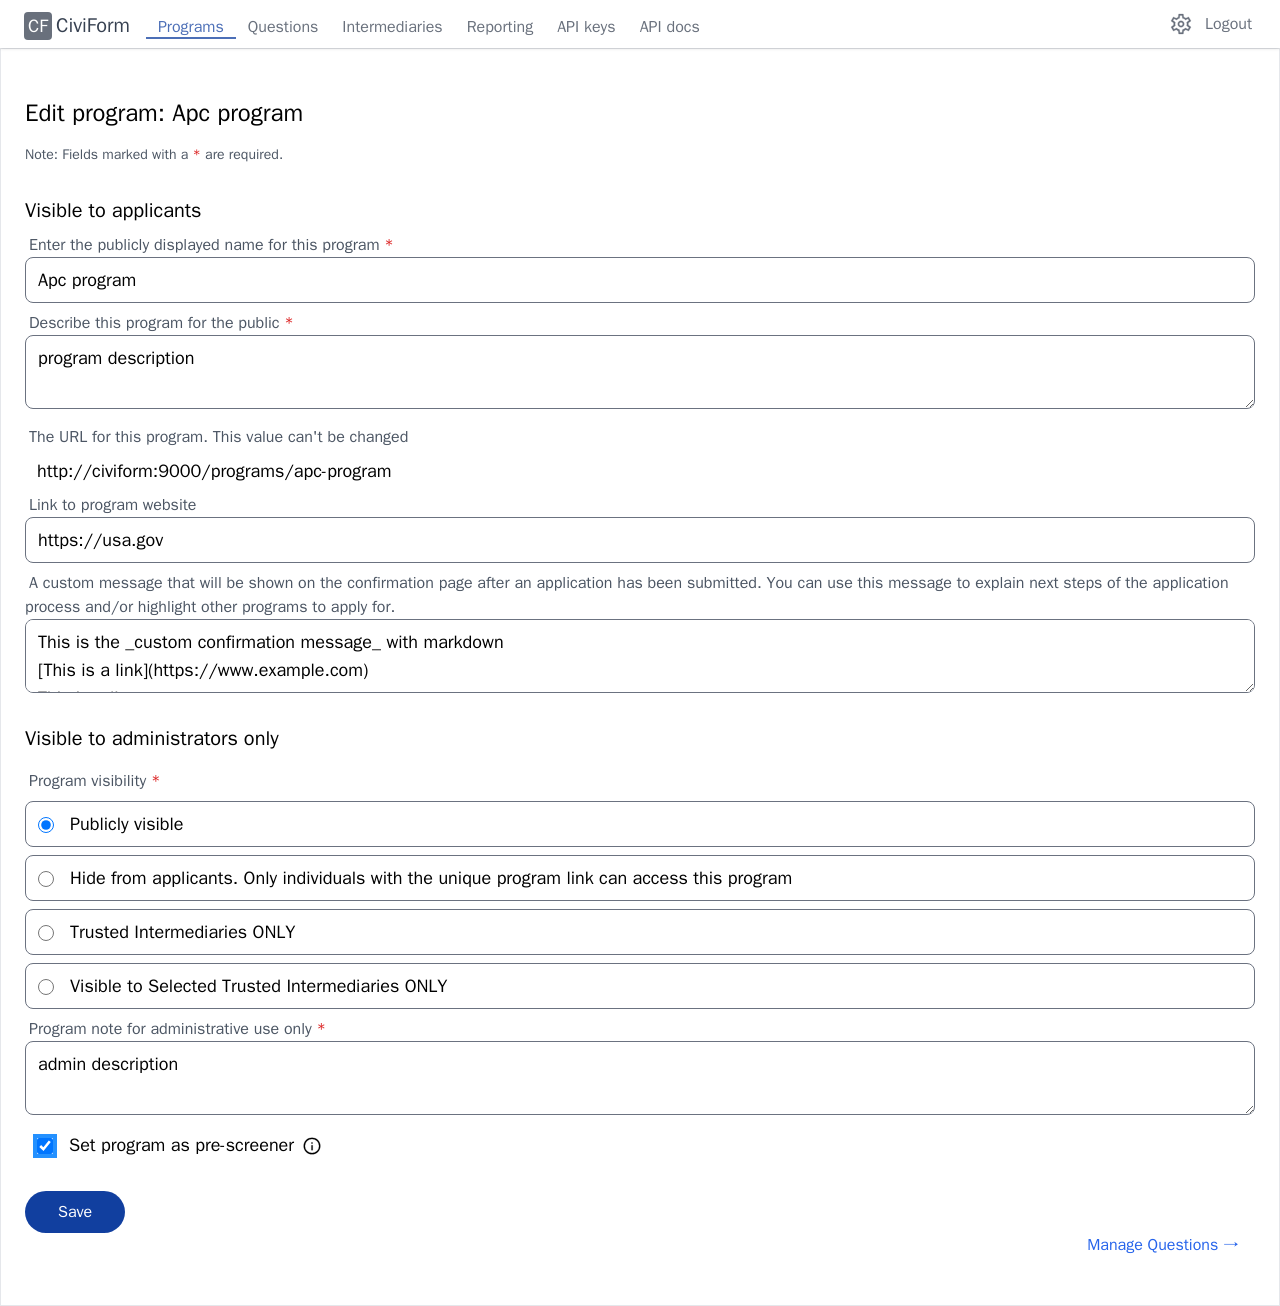 CF CiviForm Programs Questions Intermediaries Reporting API keys API docs Logout
Edit program: Apc program
Note: Fields marked with a * are required.
Visible to applicants
Enter the publicly displayed name for this program *
Apc program
Describe this program for the public *
program description
The URL for this program. This value can't be changed
http://civiform:9000/programs/apc-program
Link to program website
https://usa.gov
A custom message that will be shown on the confirmation page after an application has been submitted. You can use this message to explain next steps of the application
process and/or highlight other programs to apply for.
This is the _custom confirmation message_ with markdown
[This is a link](https://www.example.com)
Visible to administrators only
Program visibility *
Publicly visible
Hide from applicants. Only individuals with the unique program link can access this program
Trusted Intermediaries ONLY
Visible to Selected Trusted Intermediaries ONLY
Program note for administrative use only *
admin description
Set program as pre-screener
Save
Manage Questions →